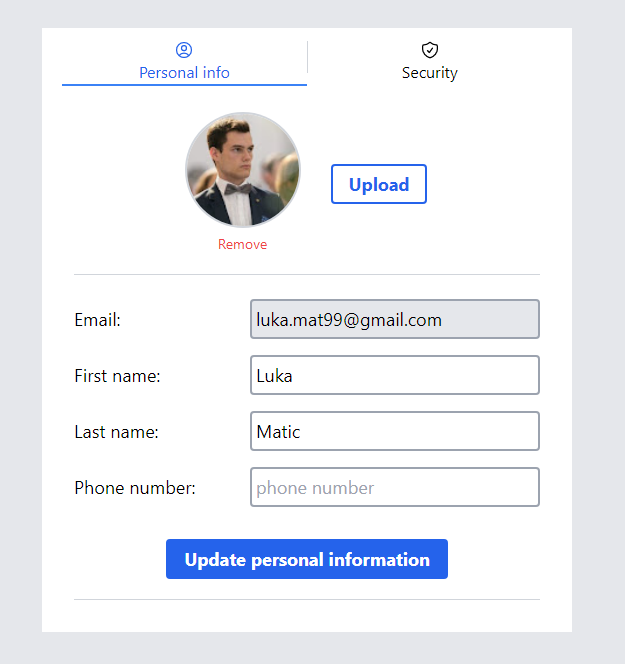 Personal info
Security
Upload
Remove
Email: luka.mat99@gmail.com
First name: Luka
Last name: Matic
Phone number: phone number
Update personal information